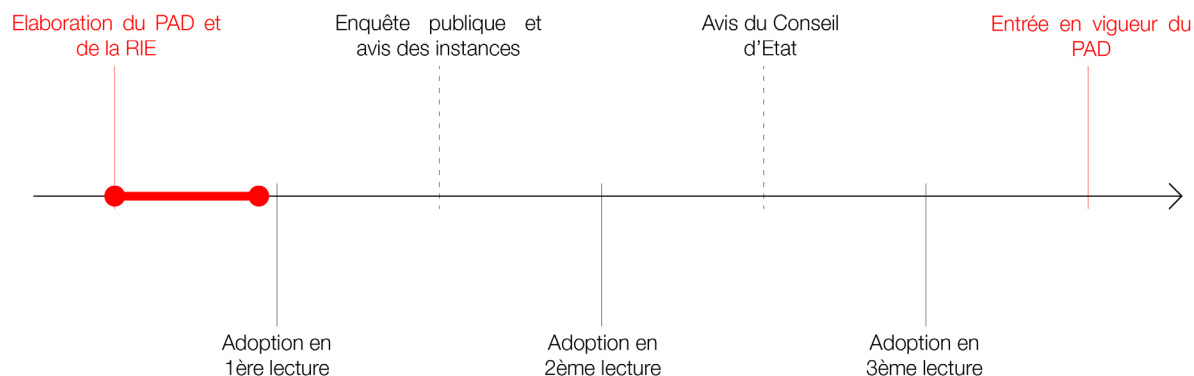 Elaboration du PAD et
de la RIE
Enquête publique et
avis des instances
Avis du Conseil
d'Etat
Entrée en vigueur du
PAD
Adoption en
1ère lecture
Adoption en
2ème lecture
Adoption en
3ème lecture